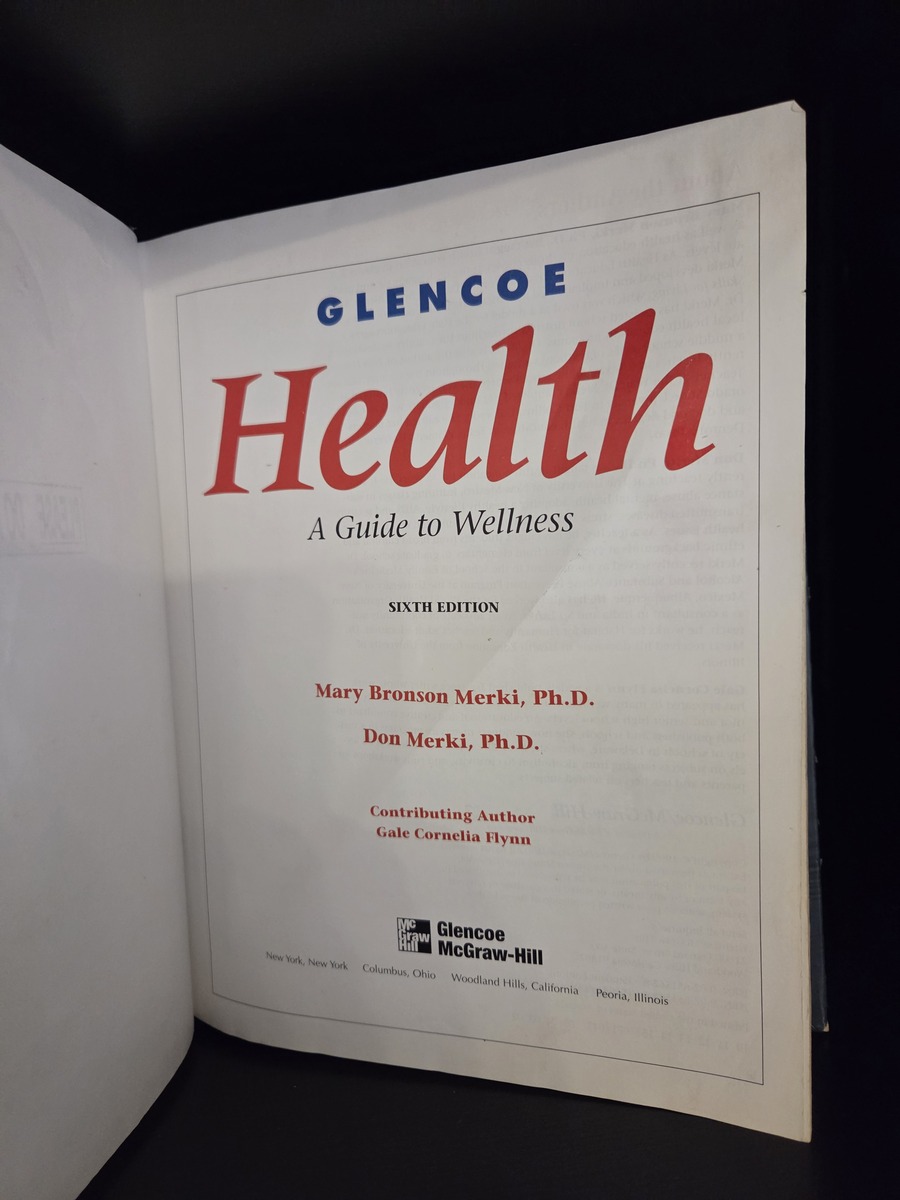 GLENCOE
Health
A Guide to Wellness
SIXTH EDITION
Mary Bronson Merki, Ph.D.
Don Merki, Ph.D.
Contributing Author
Gale Cornelia Flynn
Mc
Graw
Hill
Glencoe
McGraw-Hill
New York, New York Columbus, Ohio Woodland Hills, California Peoria, Illinois